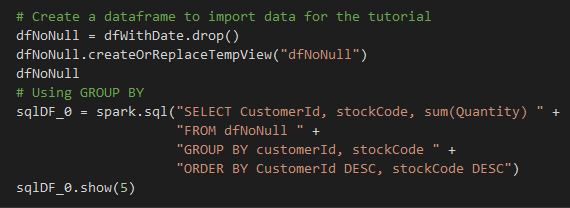 # Create a dataframe to import data for the tutorial
dfNoNull = dfWithDate.drop()
dfNoNull.createOrReplaceTempView("dfNoNull")
dfNoNull
# Using GROUP BY
sqlDF_0 = spark.sql("SELECT CustomerId, stockCode, sum(Quantity) " +
"FROM dfNoNull " +
"GROUP BY customerId, stockCode " +
"ORDER BY CustomerId DESC, stockCode DESC")
sqlDF_0.show(5)